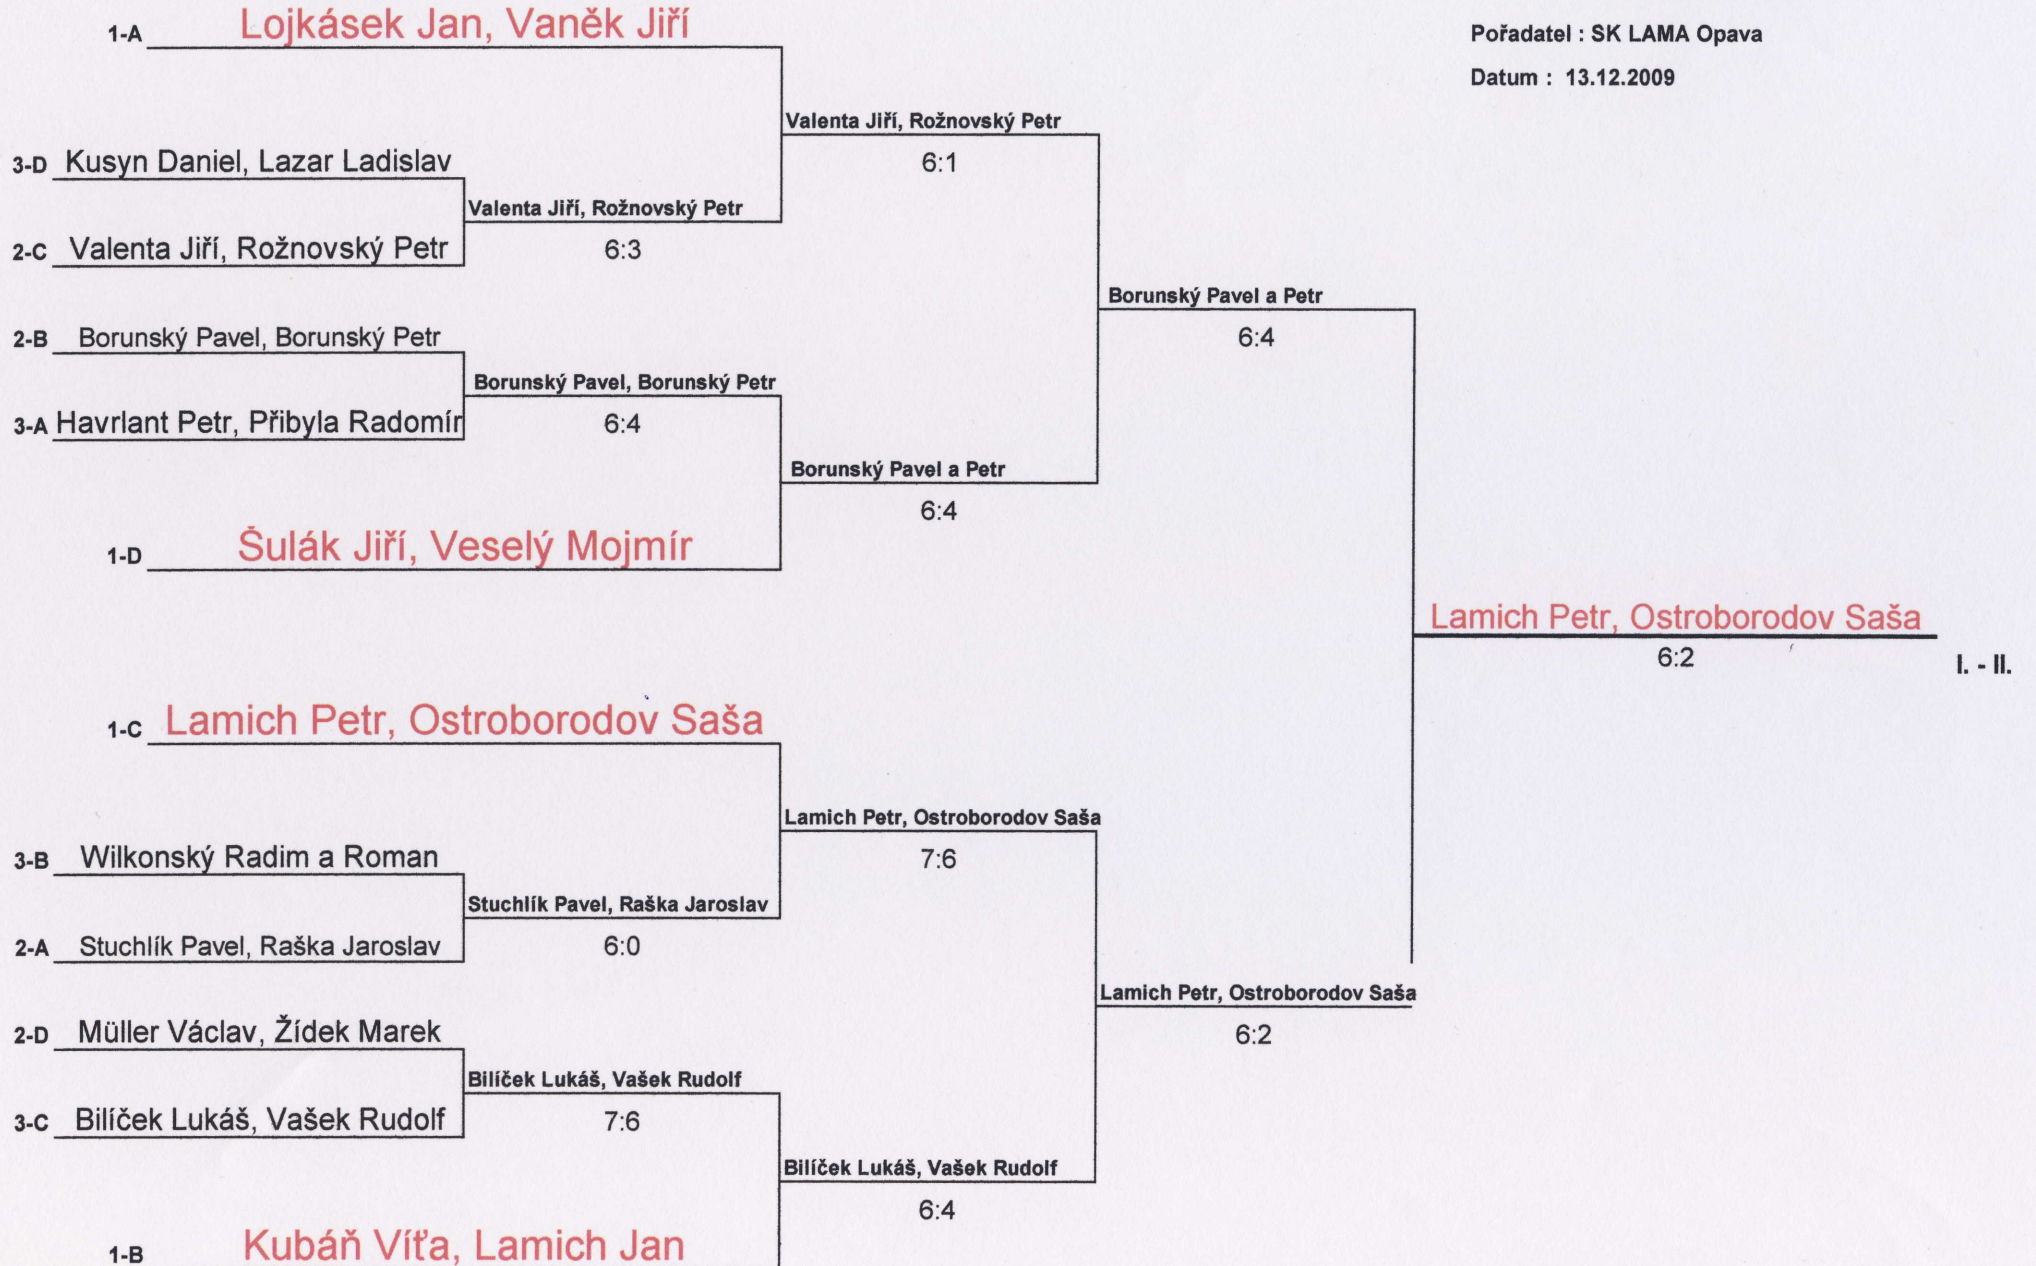 1-A Lojkásek Jan, Vaněk Jiří
Pořadatel : SK LAMA Opava
Datum : 13.12.2009
Valenta Jiří, Rožnovský Petr
6:1
3-D Kusyn Daniel, Lazar Ladislav
Valenta Jiří, Rožnovský Petr
6:3
2-C Valenta Jiří, Rožnovský Petr
Borunský Pavel a Petr
6:4
2-B Borunský Pavel, Borunský Petr
Borunský Pavel, Borunský Petr
6:4
3-A Havrlant Petr, Přibyla Radomír
Borunský Pavel a Petr
6:4
1-D Šulák Jiří, Veselý Mojmír
Lamich Petr, Ostroborodov Saša
6:2
I. - II.
1-C Lamich Petr, Ostroborodov Saša
Lamich Petr, Ostroborodov Saša
7:6
3-B Wilkonský Radim a Roman
Stuchlík Pavel, Raška Jaroslav
6:0
2-A Stuchlík Pavel, Raška Jaroslav
Lamich Petr, Ostroborodov Saša
6:2
2-D Müller Václav, Žídek Marek
Bilíček Lukáš, Vašek Rudolf
7:6
3-C Bilíček Lukáš, Vašek Rudolf
Bilíček Lukáš, Vašek Rudolf
6:4
1-B Kubáň Víťa, Lamich Jan